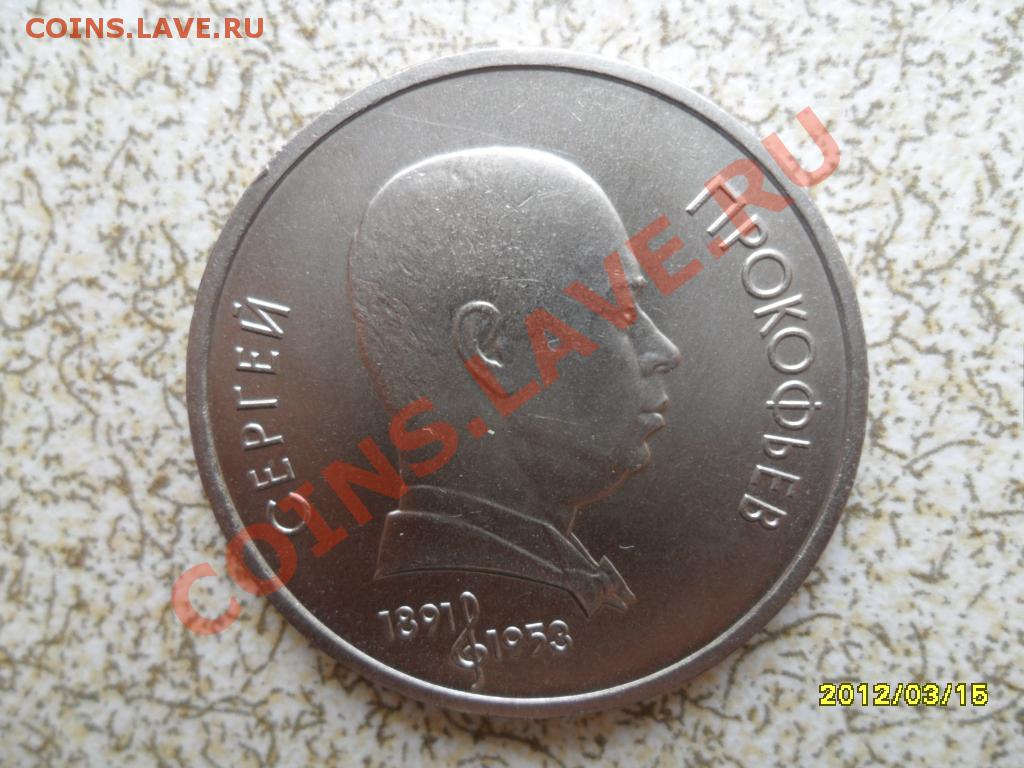 COINS.LAVE.RU
СЕРГЕЙ
ПРОКОФЬЕВ
COINS.LAVE.RU
1891 1953
2012/03/15